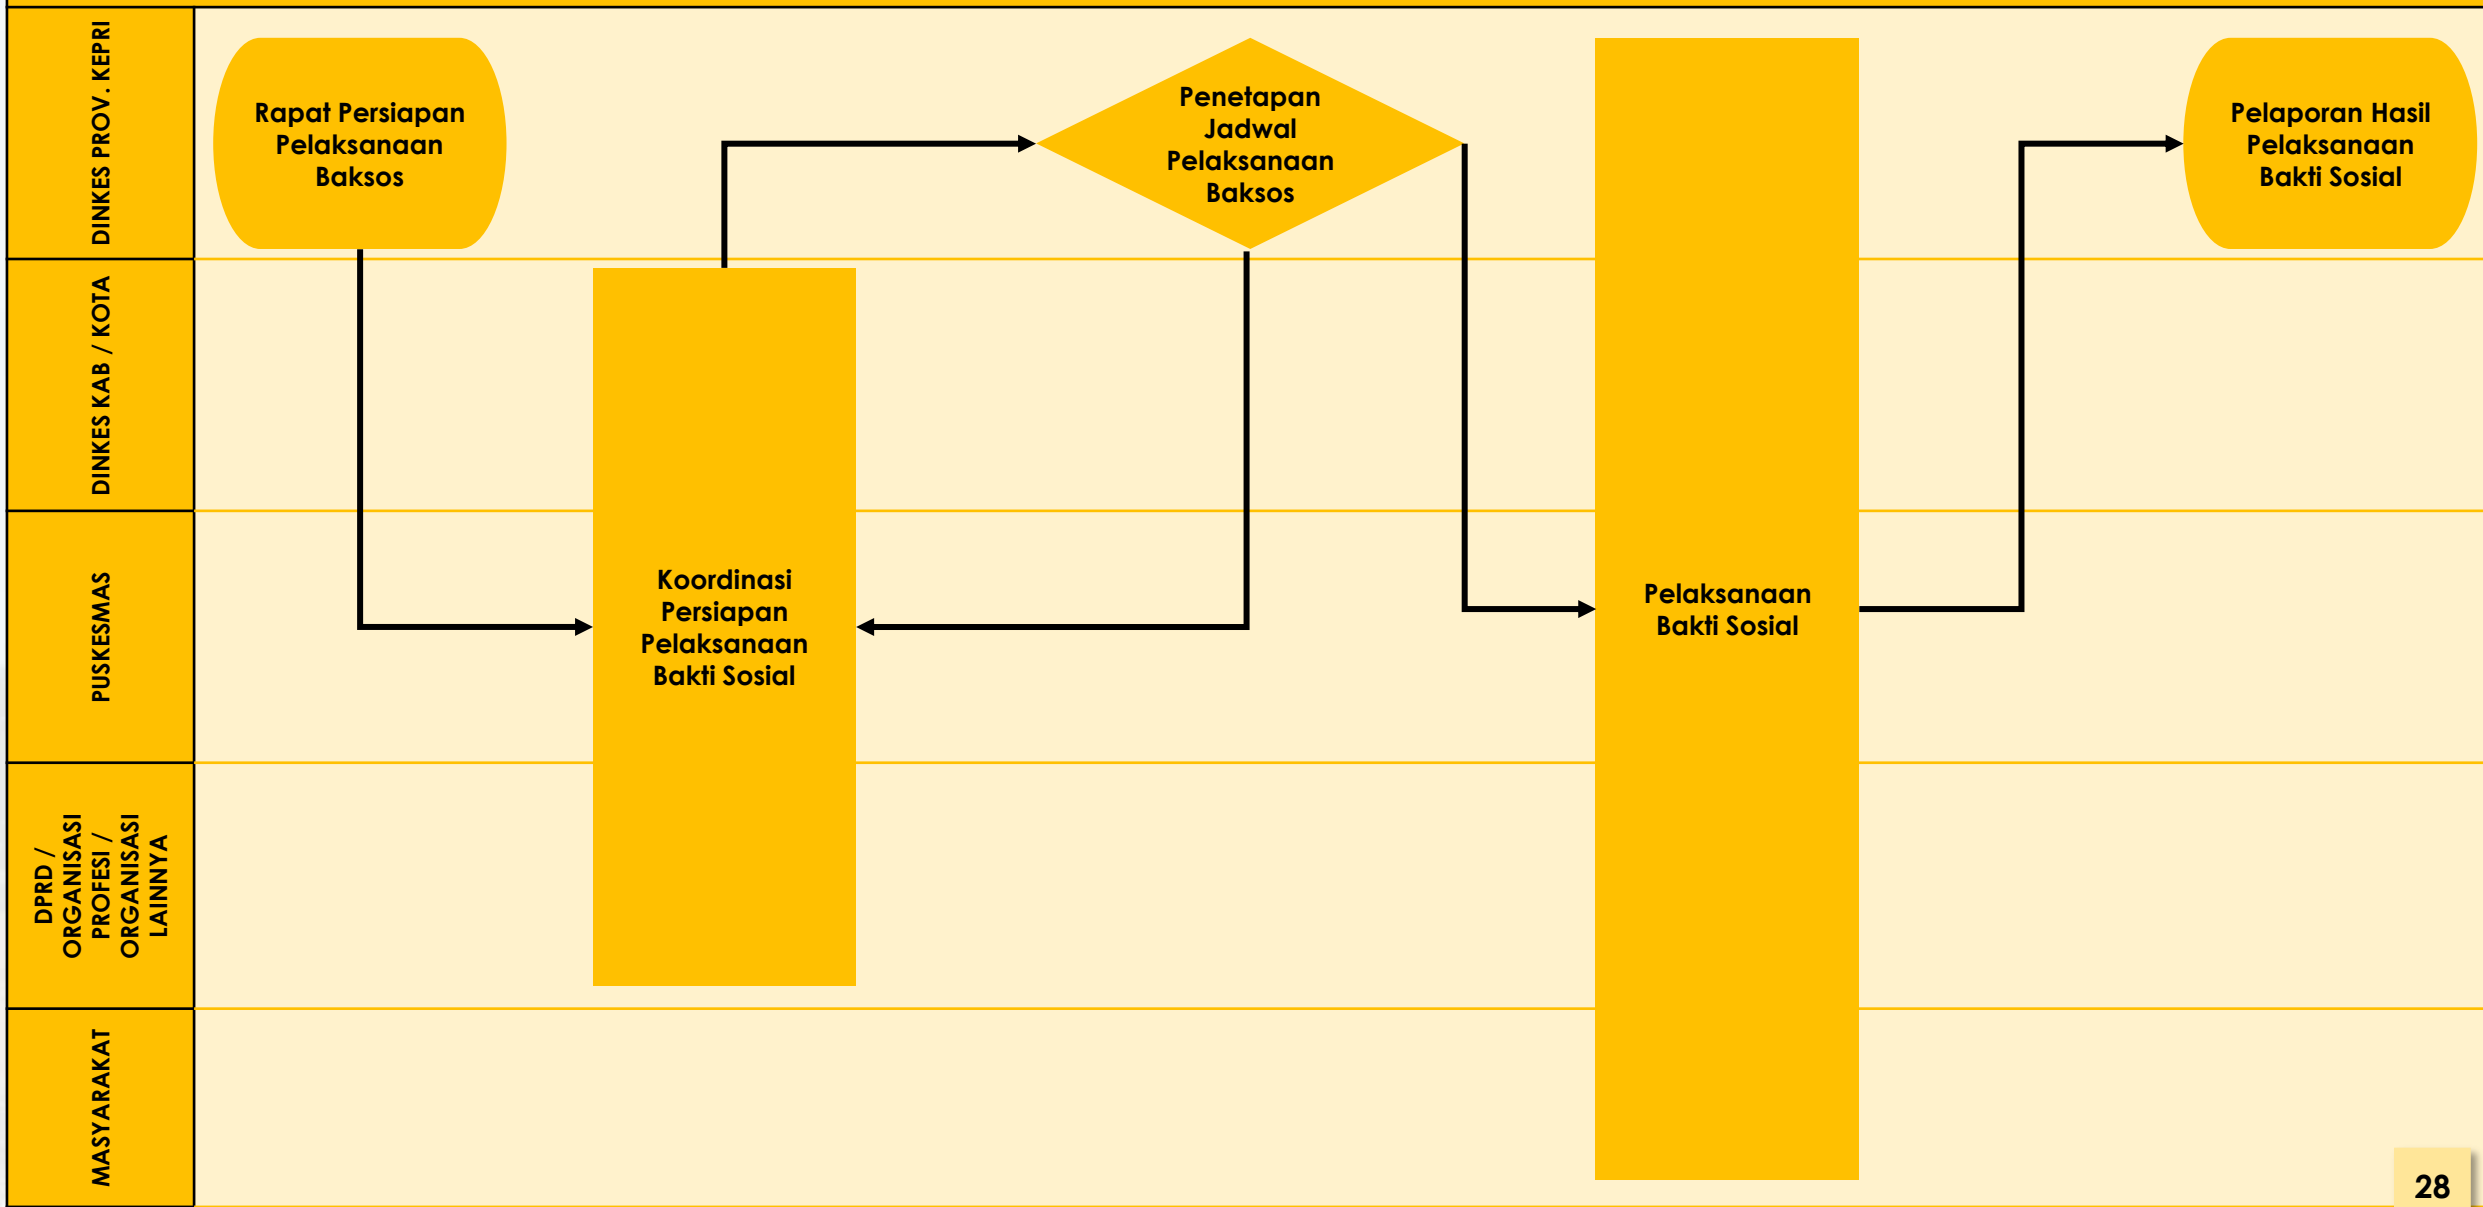 DINKES PROV. KEPRI
Rapat Persiapan
Pelaksanaan
Baksos
Penetapan
Jadwal
Pelaksanaan
Baksos
Pelaporan Hasil
Pelaksanaan
Bakti Sosial
DINKES KAB / KOTA
PUSKESMAS
Koordinasi
Persiapan
Pelaksanaan
Bakti Sosial
Pelaksanaan
Bakti Sosial
DPRD /
ORGANISASI
PROFESI /
ORGANISASI
LAINNYA
MASYARAKAT
28